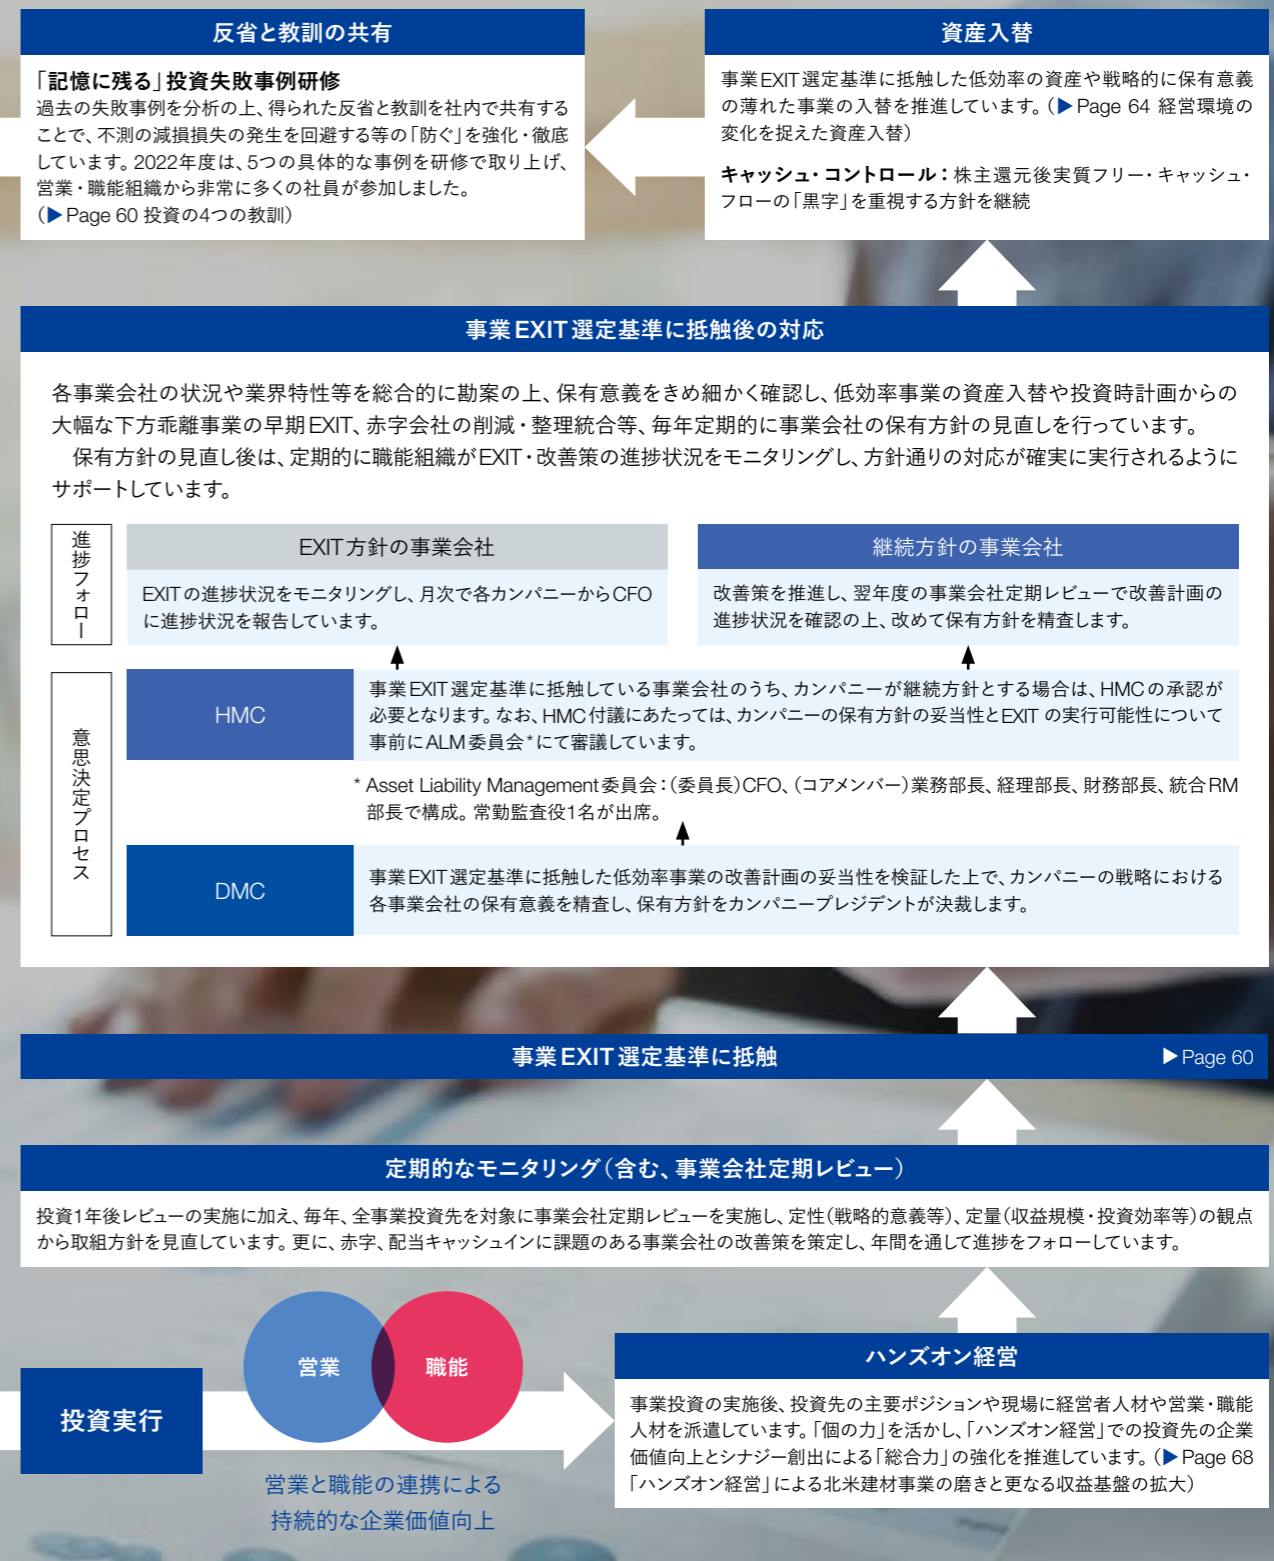 反省と教訓の共有
「記憶に残る」投資失敗事例研修
過去の失敗事例を分析の上、得られた反省と教訓を社内で共有する
ことで、不測の減損損失の発生を回避する等の「防ぐ」を強化・徹底
しています。2022年度は、5つの具体的な事例を研修で取り上げ、
営業・職能組織から非常に多くの社員が参加しました。
(▶Page 60 投資の4つの教訓)
資産入替
事業EXIT選定基準に抵触した低効率の資産や戦略的に保有意義
の薄れた事業の入替を推進しています。(▶Page 64 経営環境の
変化を捉えた資産入替)
キャッシュ・コントロール:株主還元後実質フリー・キャッシュ・
フローの「黒字」を重視する方針を継続
事業EXIT選定基準に抵触後の対応
各事業会社の状況や業界特性等を総合的に勘案の上、保有意義をきめ細かく確認し、低効率事業の資産入替や投資時計画からの
大幅な下方乖離事業の早期EXIT、赤字会社の削減・整理統合等、毎年定期的に事業会社の保有方針の見直しを行っています。
保有方針の見直し後は、定期的に職能組織がEXIT・改善策の進捗状況をモニタリングし、方針通りの対応が確実に実行されるように
サポートしています。
進捗フォロー
EXIT方針の事業会社
EXITの進捗状況をモニタリングし、月次で各カンパニーからCFO
に進捗状況を報告しています。
継続方針の事業会社
改善策を推進し、翌年度の事業会社定期レビューで改善計画の
進捗状況を確認の上、改めて保有方針を精査します。
意思決定プロセス
HMC
事業EXIT選定基準に抵触している事業会社のうち、カンパニーが継続方針とする場合は、HMCの承認が
必要となります。なお、HMC付議にあたっては、カンパニーの保有方針の妥当性とEXIT の実行可能性について
事前にALM委員会*にて審議しています。
* Asset Liability Management委員会:(委員長)CFO、(コアメンバー)業務部長、経理部長、財務部長、統合RM
部長で構成。常勤監査役1名が出席。
DMC
事業EXIT選定基準に抵触した低効率事業の改善計画の妥当性を検証した上で、カンパニーの戦略における
各事業会社の保有意義を精査し、保有方針をカンパニープレジデントが決裁します。
事業EXIT選定基準に抵触
▶Page 60
定期的なモニタリング(含む、事業会社定期レビュー)
投資1年後レビューの実施に加え、毎年、全事業投資先を対象に事業会社定期レビューを実施し、定性(戦略的意義等)、定量(収益規模・投資効率等)の観点
から取組方針を見直しています。更に、赤字、配当キャッシュインに課題のある事業会社の改善策を策定し、年間を通して進捗をフォローしています。
投資実行
営業
職能
営業と職能の連携による
持続的な企業価値向上
ハンズオン経営
事業投資の実施後、投資先の主要ポジションや現場に経営者人材や営業・職能
人材を派遣しています。「個の力」を活かし、「ハンズオン経営」での投資先の企業
価値向上とシナジー創出による「総合力」の強化を推進しています。(▶Page 68
「ハンズオン経営」による北米建材事業の磨きと更なる収益基盤の拡大)